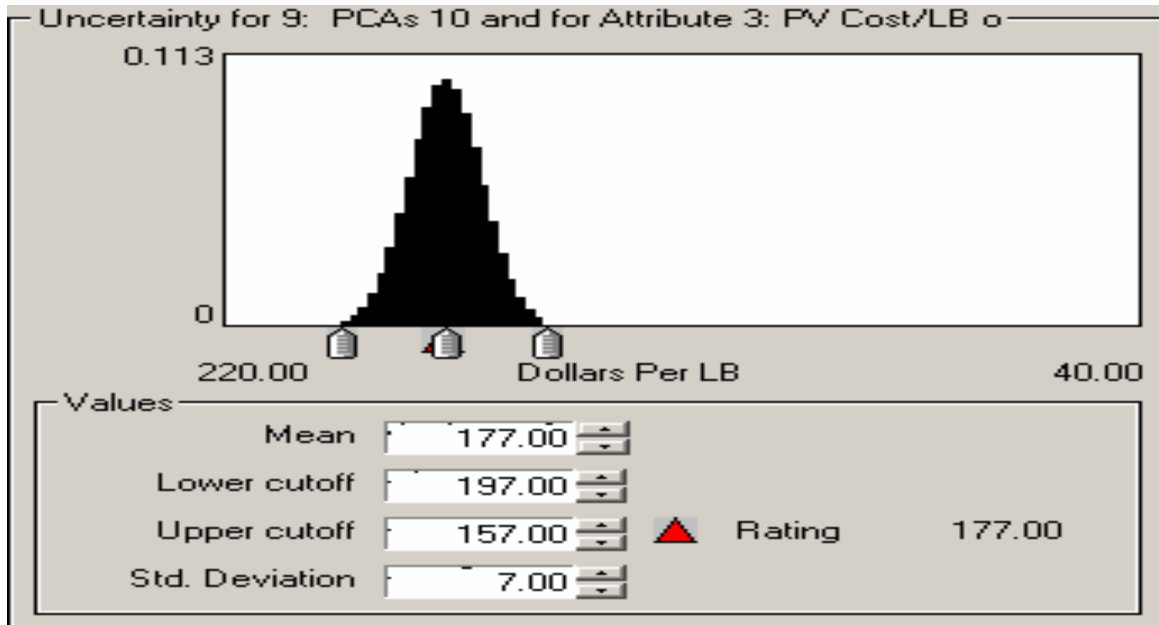 Uncertainty for 9: PCAs 10 and for Attribute 3: PV Cost/LB o
0.113
0
220.00 Dollars Per LB 40.00
Values
Mean 177.00
Lower cutoff 197.00
Upper cutoff 157.00 Rating 177.00
Std. Deviation 7.00